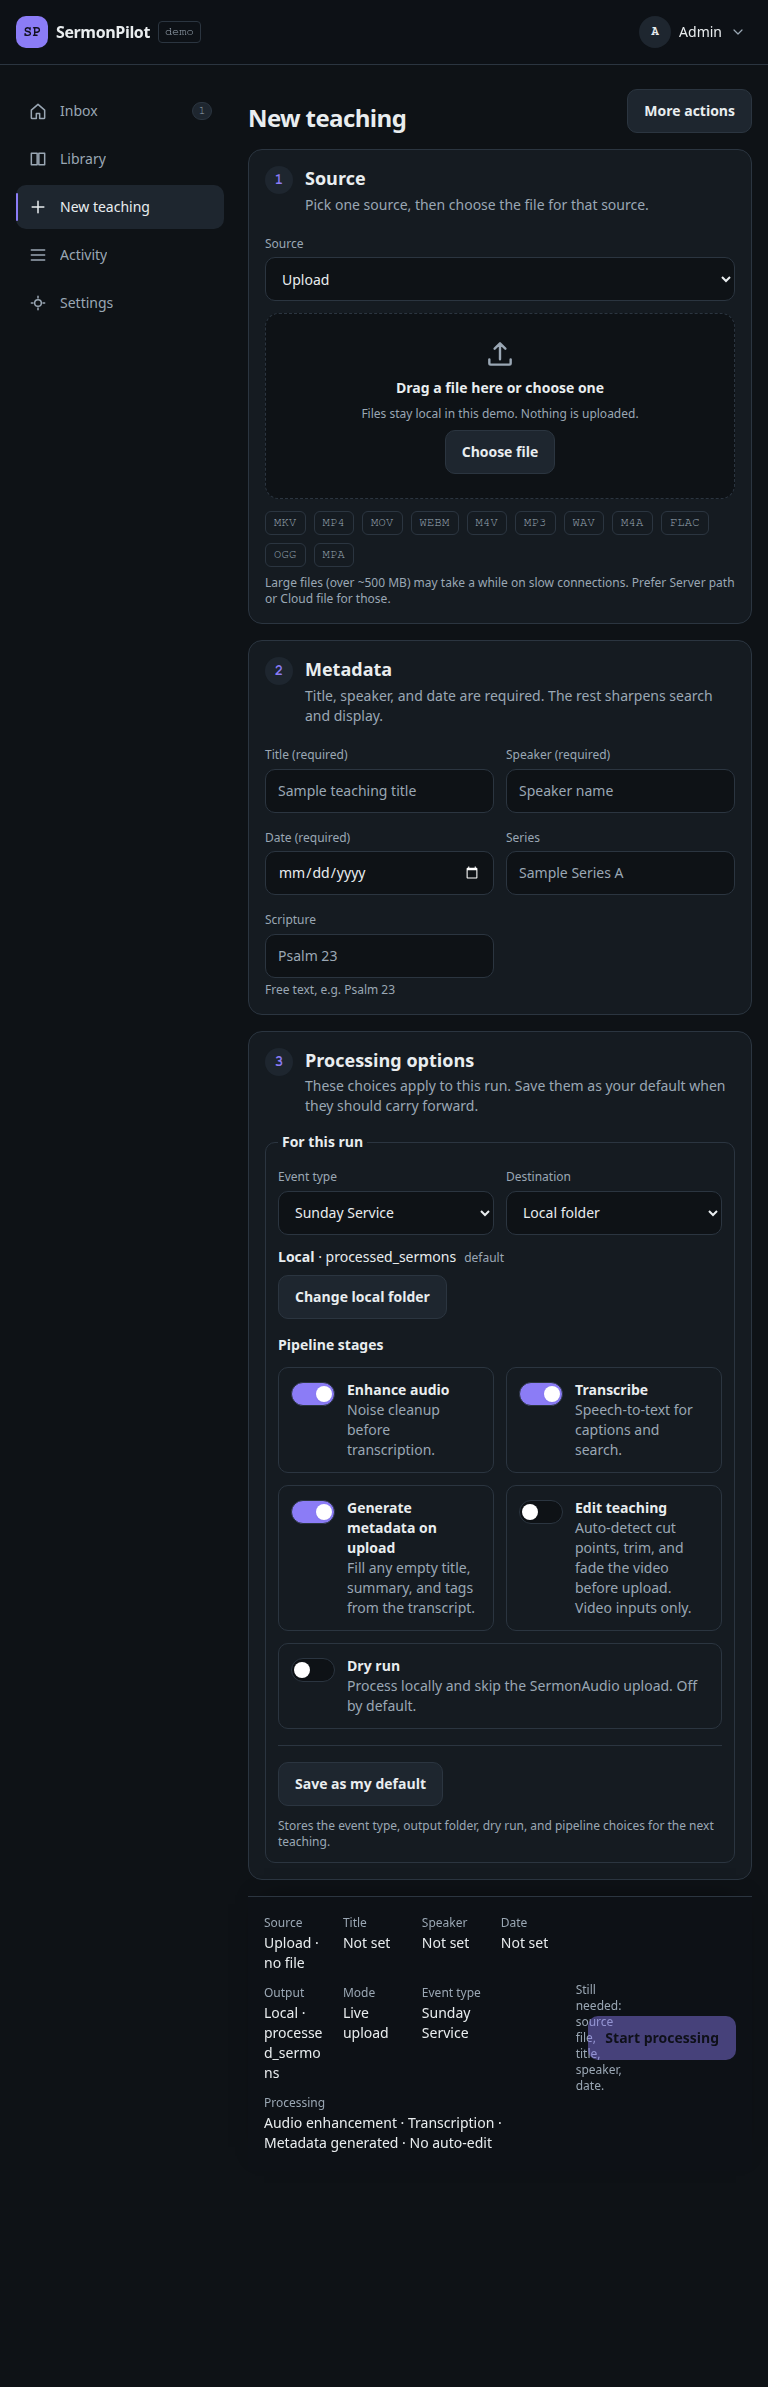 SP SermonPilot demo
A Admin
Inbox 1
Library
New teaching
Activity
Settings
New teaching
More actions
1 Source
Pick one source, then choose the file for that source.
Source
Upload
Drag a file here or choose one
Files stay local in this demo. Nothing is uploaded.
Choose file
MKV MP4 MOV WEBM M4V MP3 WAV M4A FLAC
OGG MPA
Large files (over ~500 MB) may take a while on slow connections. Prefer Server path
or Cloud file for those.
2 Metadata
Title, speaker, and date are required. The rest sharpens search
and display.
Title (required) Speaker (required)
Sample teaching title Speaker name
Date (required) Series
mm/dd/yyyy Sample Series A
Scripture
Psalm 23
Free text, e.g. Psalm 23
3 Processing options
These choices apply to this run. Save them as your default when
they should carry forward.
For this run
Event type Destination
Sunday Service Local folder
Local · processed_sermons default
Change local folder
Pipeline stages
Enhance audio
Noise cleanup
before
transcription.
Transcribe
Speech-to-text for
captions and
search.
Generate
metadata on
upload
Fill any empty title,
summary, and tags
from the transcript.
Edit teaching
Auto-detect cut
points, trim, and
fade the video
before upload.
Video inputs only.
Dry run
Process locally and skip the SermonAudio upload. Off
by default.
Save as my default
Stores the event type, output folder, dry run, and pipeline choices for the next
teaching.
Source Title Speaker Date
Upload · Not set Not set Not set
no file
Output Mode Event type
Local · Live Sunday
processe upload Service
d_sermo
ns
Processing
Audio enhancement · Transcription ·
Metadata generated · No auto-edit
Still
needed:
source
file,
title,
speaker,
date.
Start processing